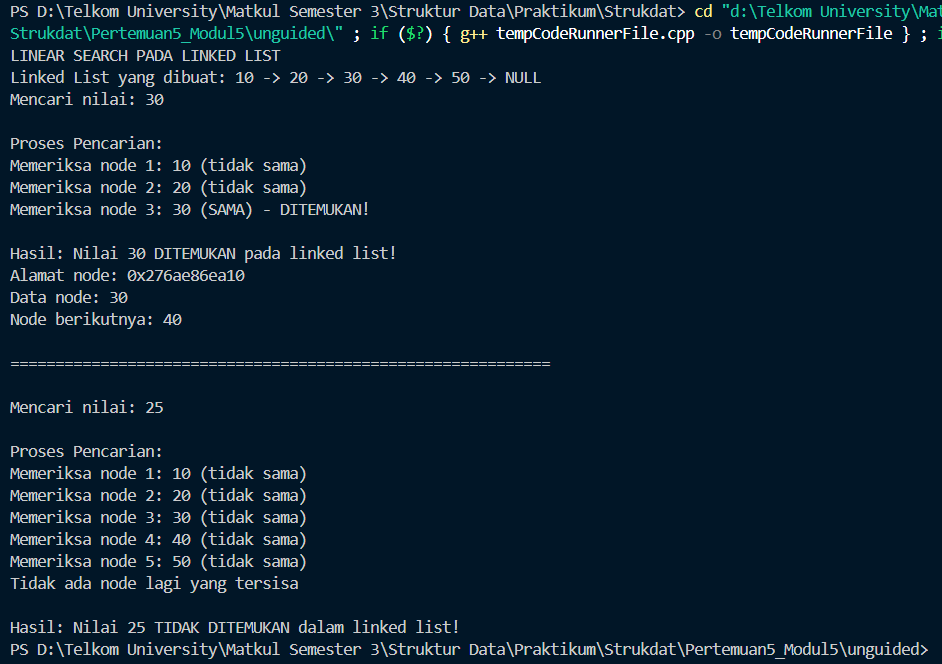 PS D:\Telkom University\Matkul Semester 3\Struktur Data\Praktikum\Strukdat> cd "d:\Telkom University\Mat
Strukdat\Pertemuan5_Modul5\unguided\" ; if ($?) { g++ tempCodeRunnerFile.cpp -o tempCodeRunnerFile } ; i
LINEAR SEARCH PADA LINKED LIST
Linked List yang dibuat: 10 -> 20 -> 30 -> 40 -> 50 -> NULL
Mencari nilai: 30
Proses Pencarian:
Memeriksa node 1: 10 (tidak sama)
Memeriksa node 2: 20 (tidak sama)
Memeriksa node 3: 30 (SAMA) - DITEMUKAN!
Hasil: Nilai 30 DITEMUKAN pada linked list!
Alamat node: 0x276ae86ea10
Data node: 30
Node berikutnya: 40
============================================================
Mencari nilai: 25
Proses Pencarian:
Memeriksa node 1: 10 (tidak sama)
Memeriksa node 2: 20 (tidak sama)
Memeriksa node 3: 30 (tidak sama)
Memeriksa node 4: 40 (tidak sama)
Memeriksa node 5: 50 (tidak sama)
Tidak ada node lagi yang tersisa
Hasil: Nilai 25 TIDAK DITEMUKAN dalam linked list!
PS D:\Telkom University\Matkul Semester 3\Struktur Data\Praktikum\Strukdat\Pertemuan5_Modul5\unguided>